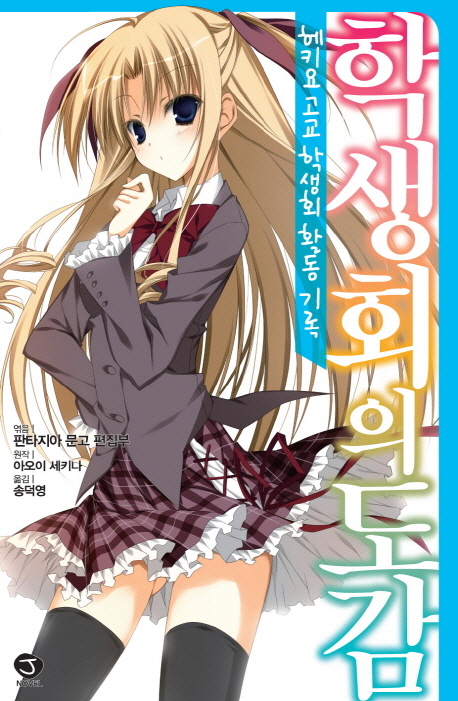 학생회의 도감
헤키요 고교 학생회 활동 기록
엮음
판타지아 문고 편집부
원작
아오이 세키나
옮김
송덕영
J
NOVEL